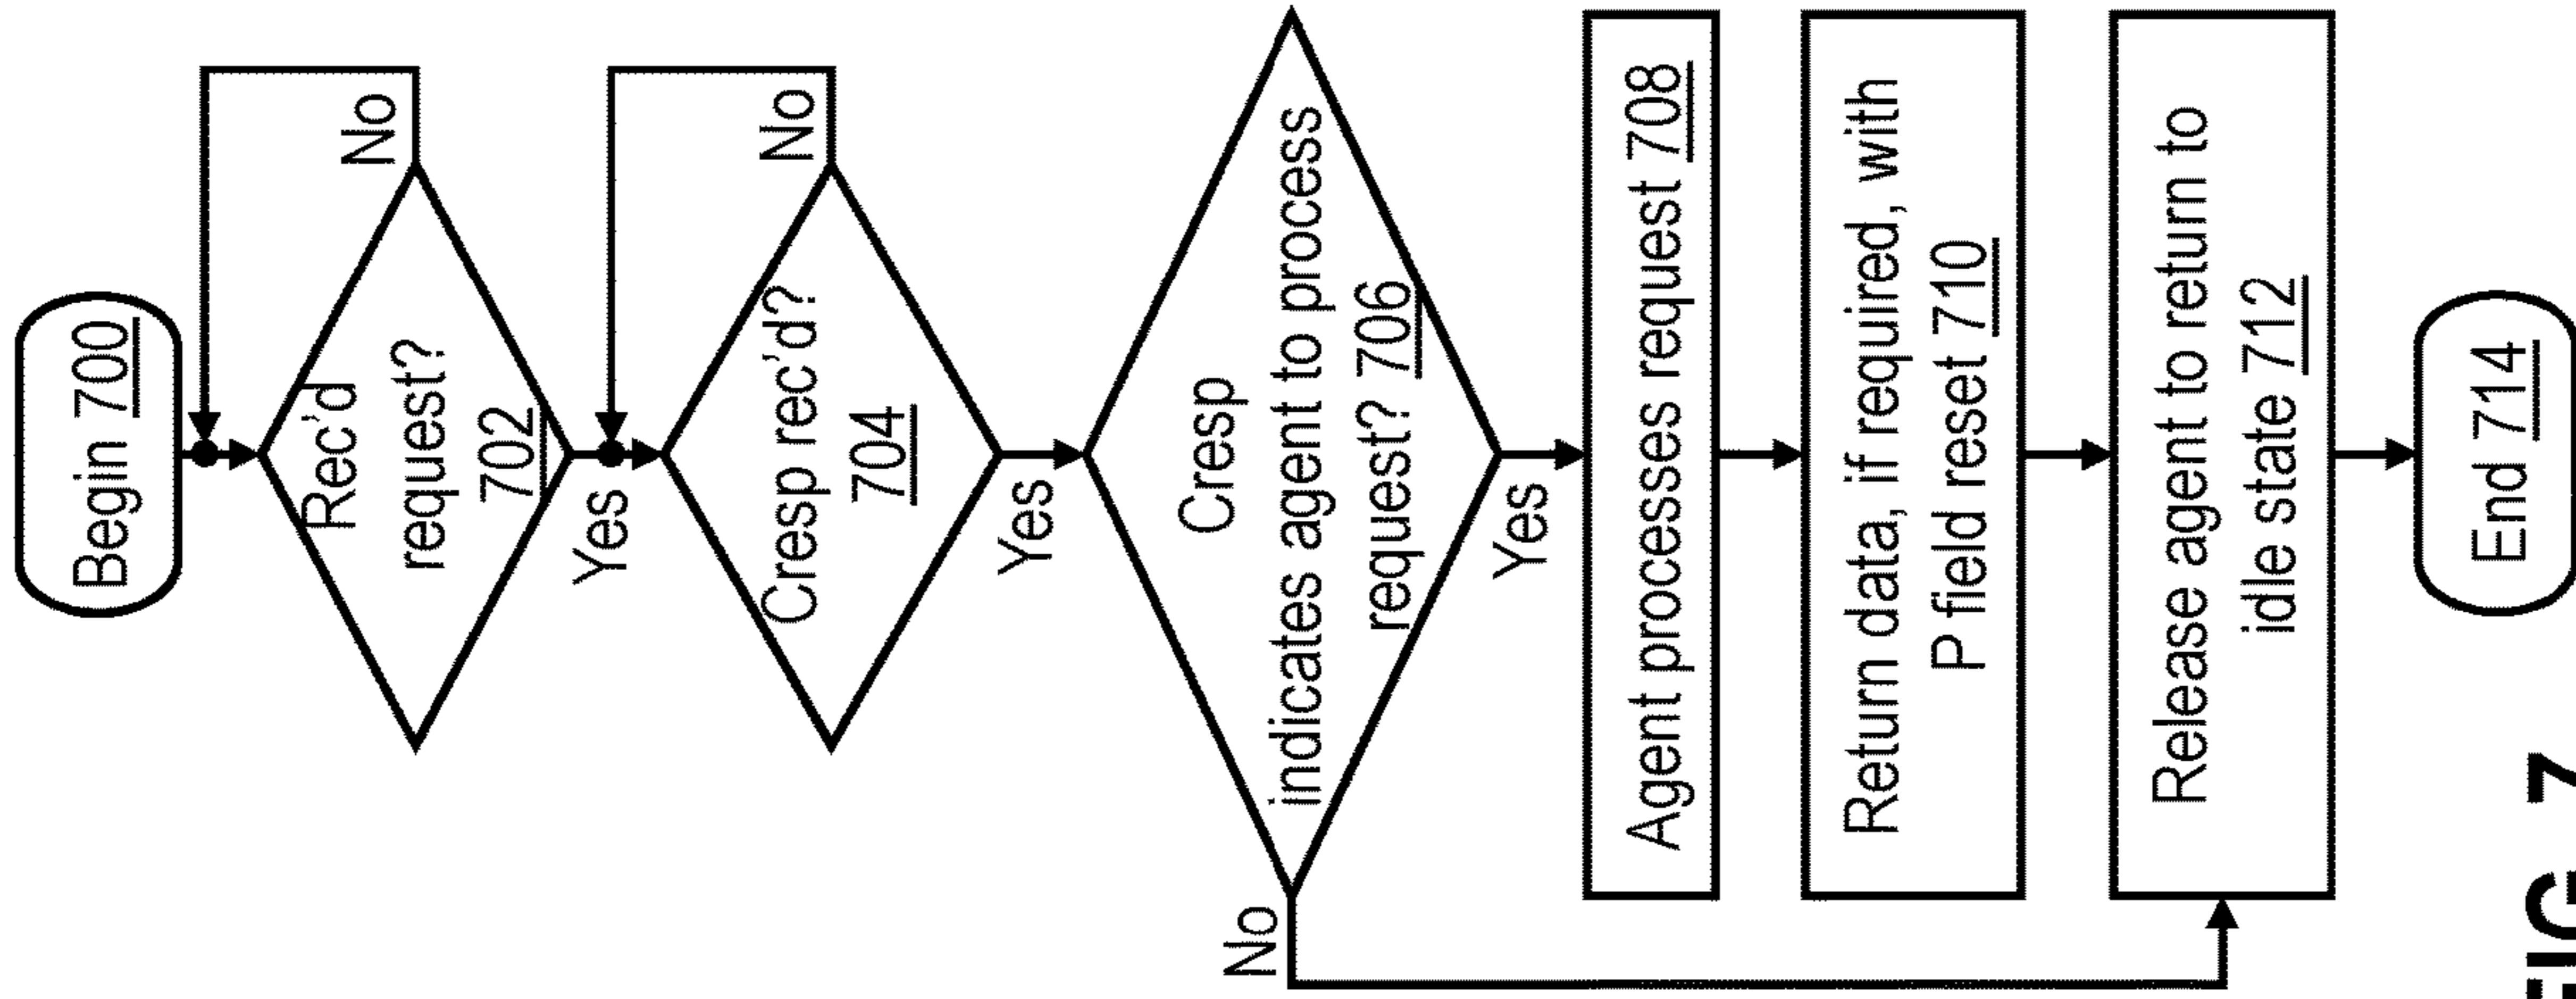 Begin 700
Rec'd
request?
702
No
Yes
Cresp rec'd?
704
No
Yes
Cresp
indicates agent to process
request? 706
No
Yes
Agent processes request 708
Return data, if required, with
P field reset 710
Release agent to return to
idle state 712
End 714
FIG. 7